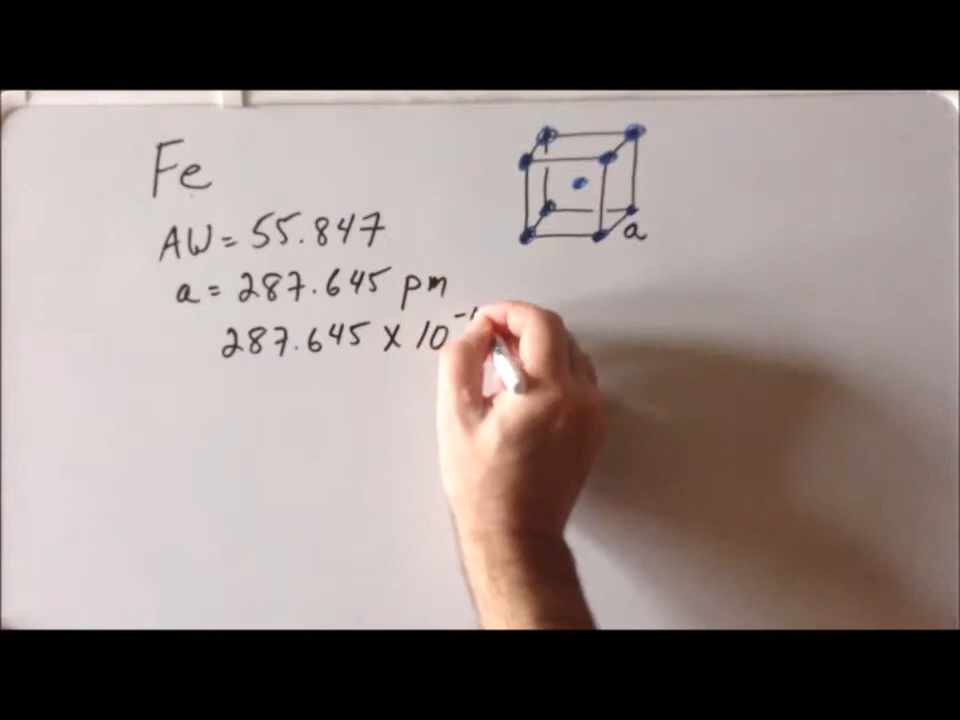 Fe
a
AW = 55.847
a = 287.645 pm
287.645 x 10